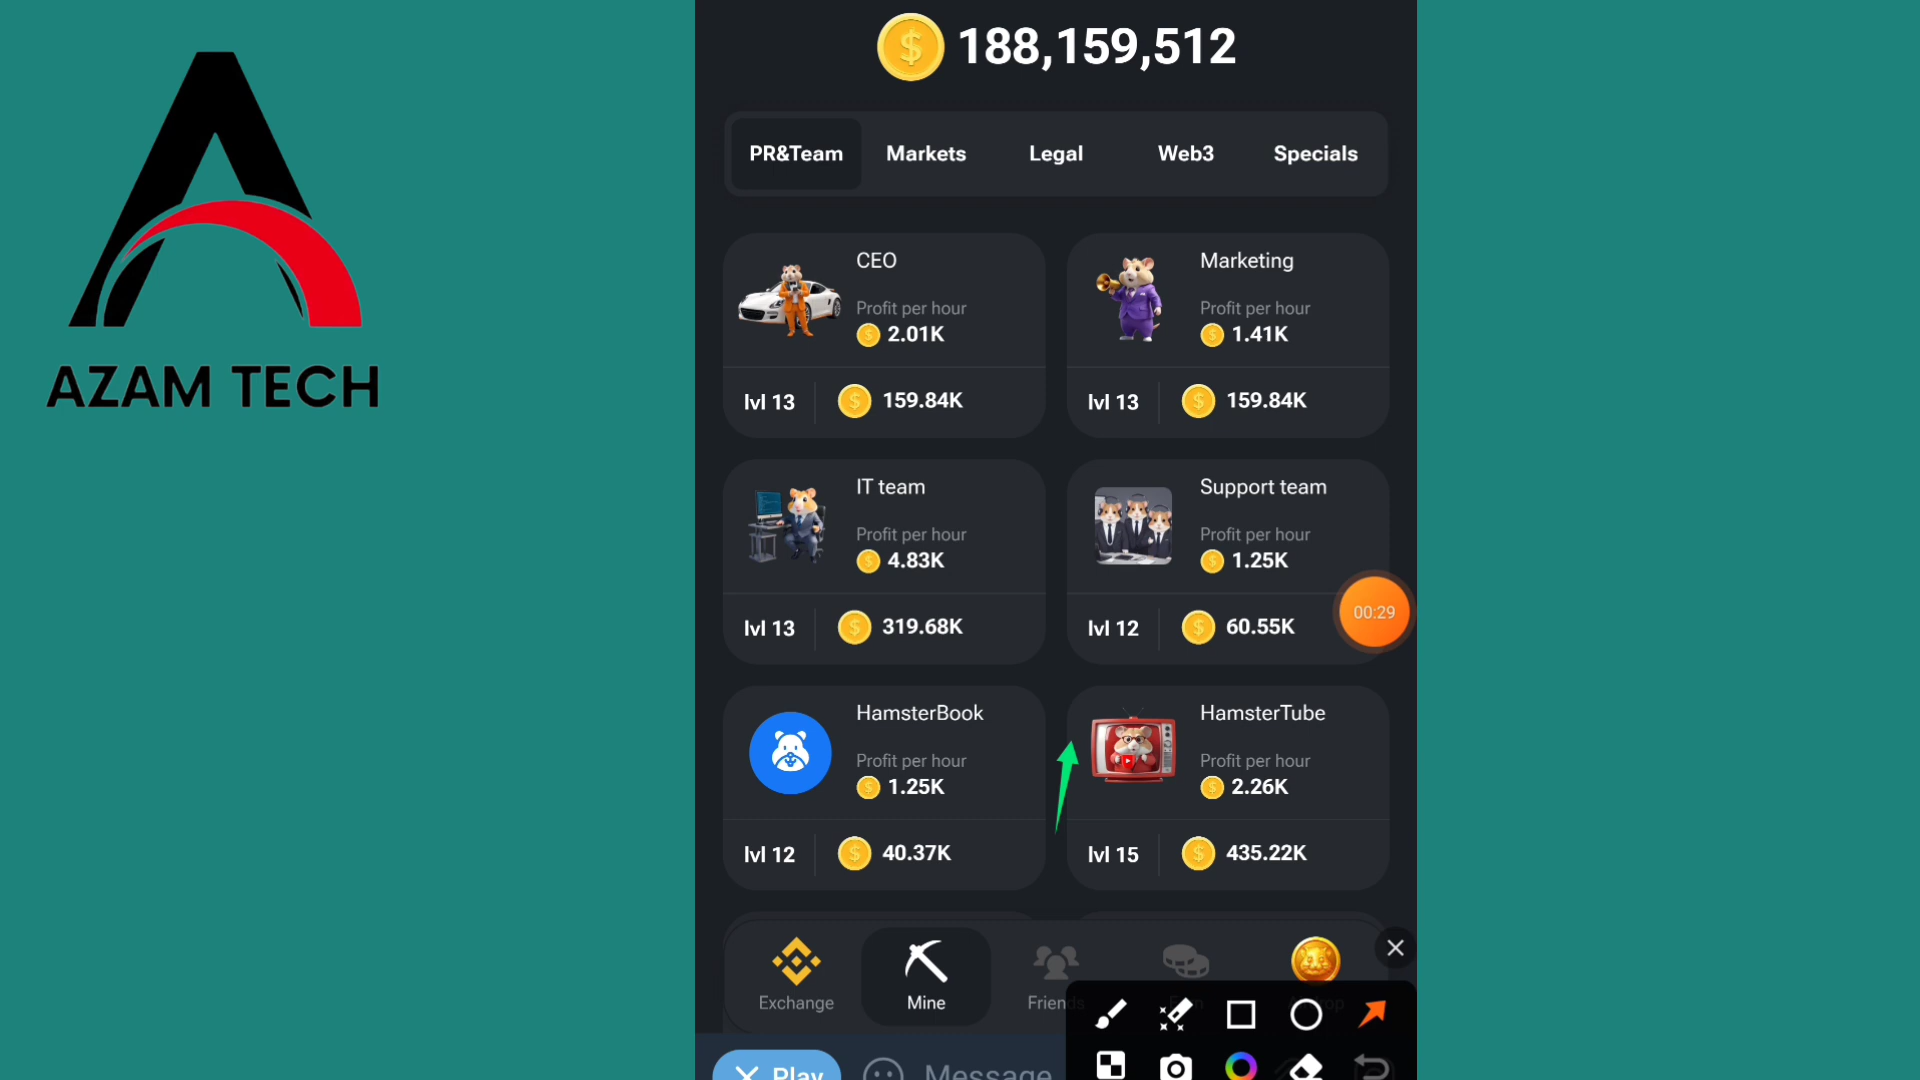 188,159,512
PR&Team
Markets
Legal
Web3
Specials
CEO
Profit per hour
2.01K
lvl 13
159.84K
Marketing
Profit per hour
1.41K
lvl 13
159.84K
IT team
Profit per hour
4.83K
lvl 13
319.68K
Support team
Profit per hour
1.25K
lvl 12
60.55K
00:29
HamsterBook
Profit per hour
1.25K
lvl 12
40.37K
HamsterTube
Profit per hour
2.26K
lvl 15
435.22K
Exchange
Mine
Friends
Play
Message
AZAM TECH